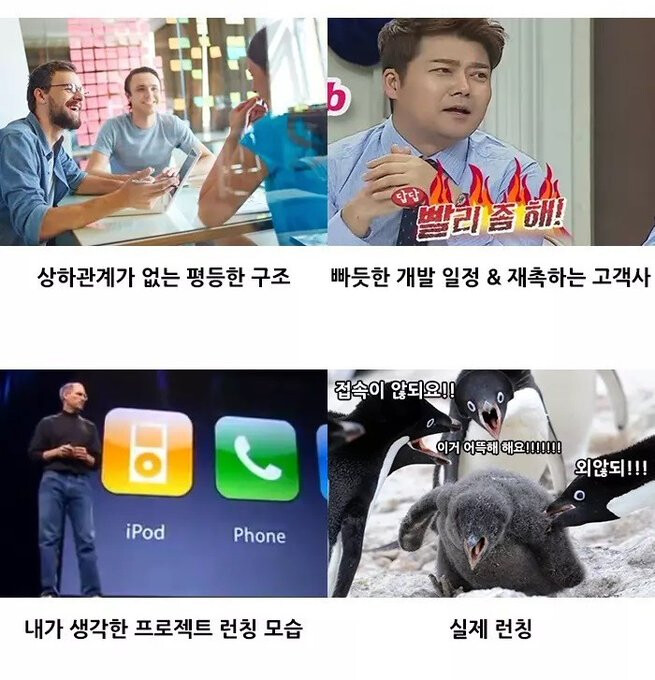 b
답답
빨리 좀 해!
상하관계가 없는 평등한 구조
빠듯한 개발 일정 & 재촉하는 고객사
iPod
Phone
접속이 않되요!!
이거 어뜩해 해요!!!!!!!
외않되!!!
내가 생각한 프로젝트 런칭 모습
실제 런칭